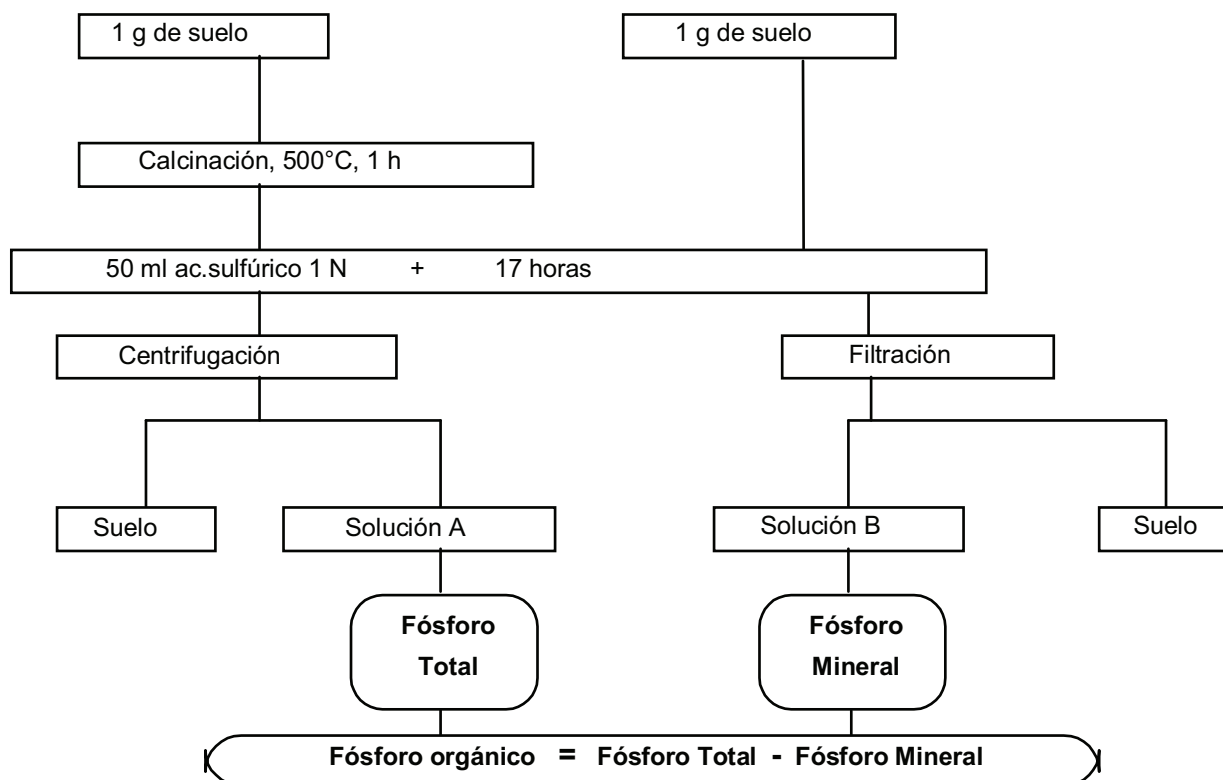 1 g de suelo
1 g de suelo
Calcinación, 500°C, 1 h
50 ml ac.sulfúrico 1 N + 17 horas
Centrifugación
Filtración
Suelo
Solución A
Solución B
Suelo
Fósforo
Total
Fósforo
Mineral
Fósforo orgánico = Fósforo Total - Fósforo Mineral